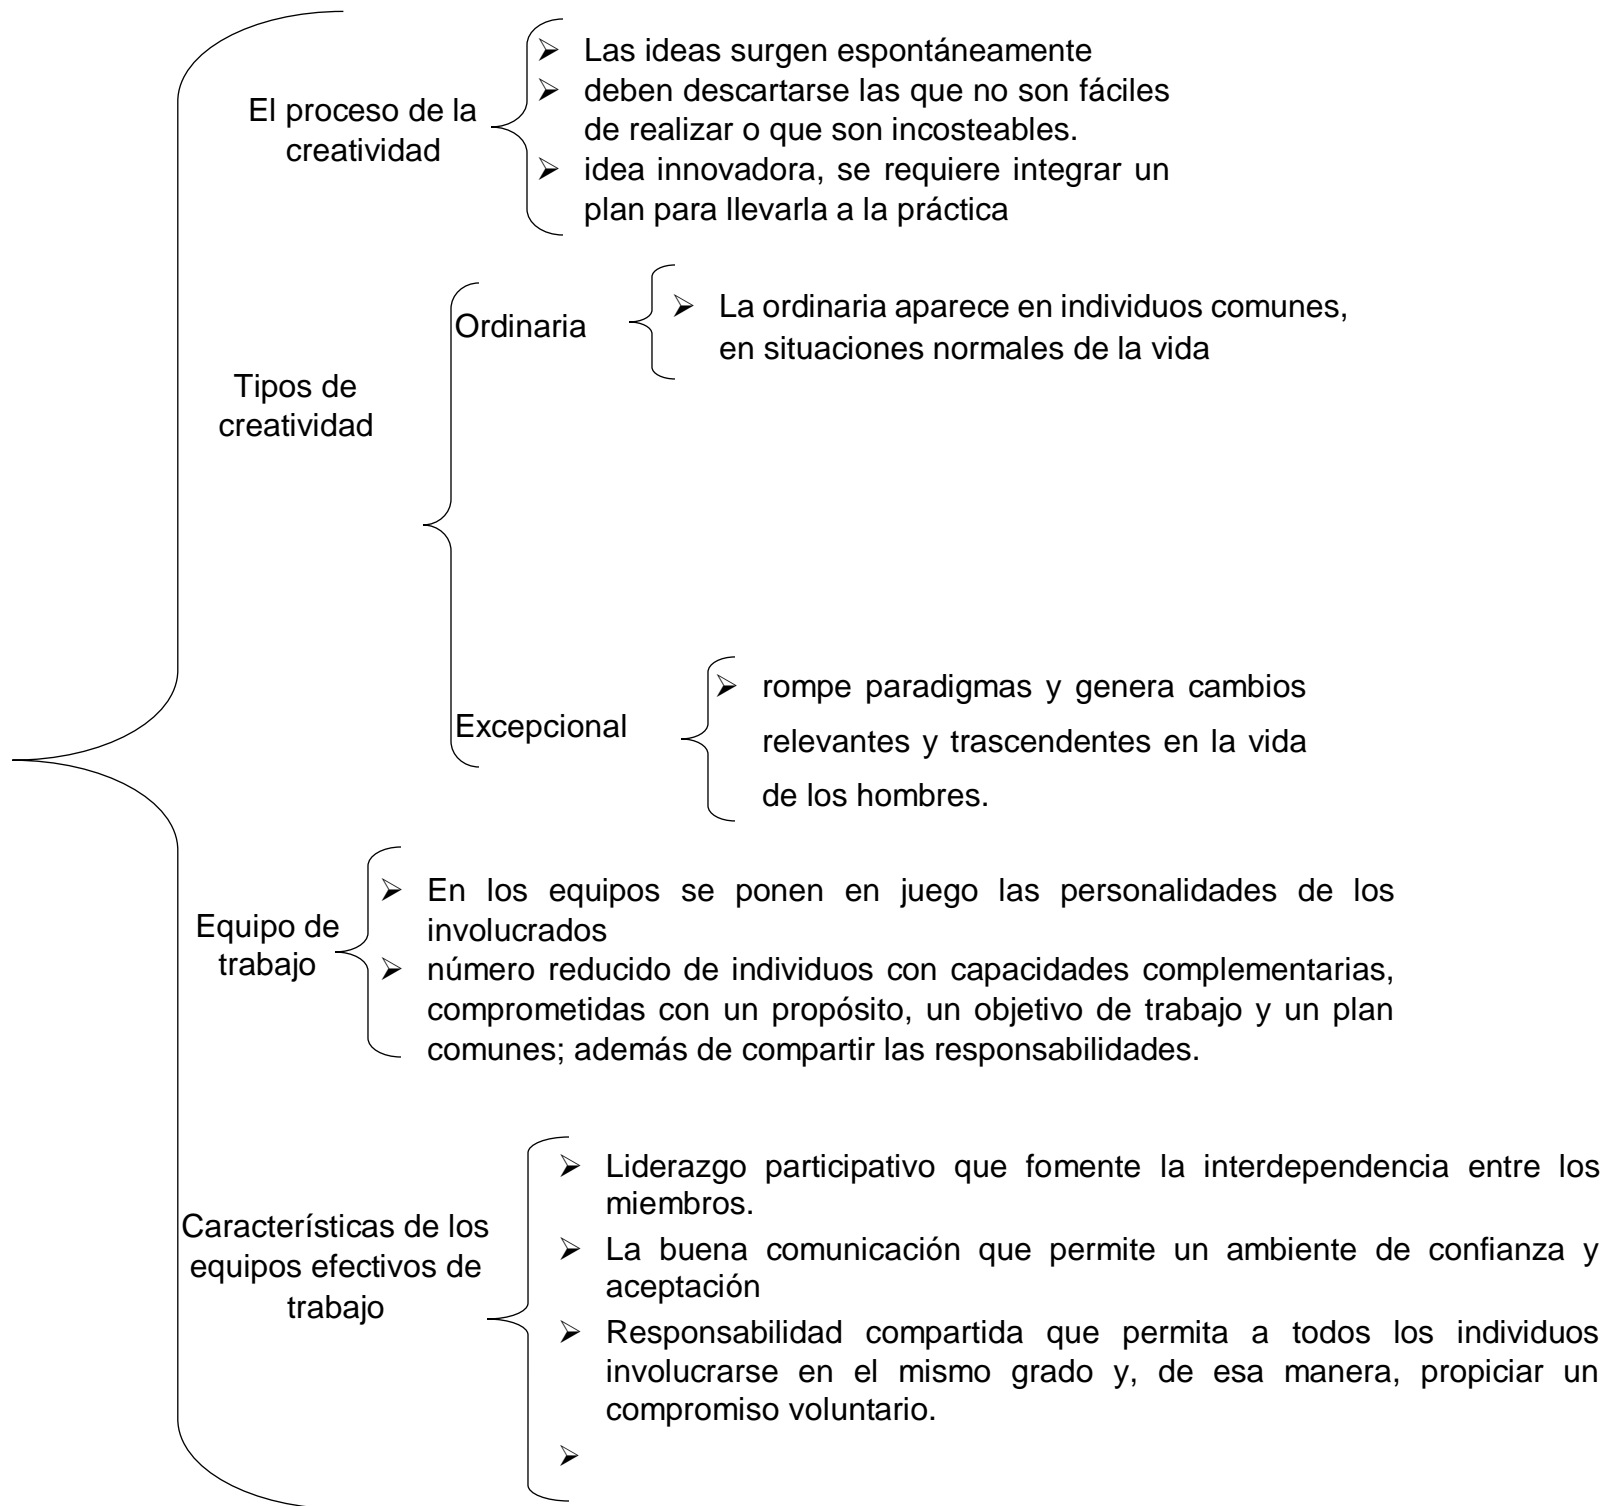 El proceso de la
creatividad
Las ideas surgen espontáneamente
deben descartarse las que no son fáciles
de realizar o que son incosteables.
idea innovadora, se requiere integrar un
plan para llevarla a la práctica
Tipos de
creatividad
Ordinaria
La ordinaria aparece en individuos comunes,
en situaciones normales de la vida
Excepcional
rompe paradigmas y genera cambios
relevantes y trascendentes en la vida
de los hombres.
Equipo de
trabajo
En los equipos se ponen en juego las personalidades de los
involucrados
número reducido de individuos con capacidades complementarias,
comprometidas con un propósito, un objetivo de trabajo y un plan
comunes; además de compartir las responsabilidades.
Características de los
equipos efectivos de
trabajo
Liderazgo participativo que fomente la interdependencia entre los
miembros.
La buena comunicación que permite un ambiente de confianza y
aceptación
Responsabilidad compartida que permita a todos los individuos
involucrarse en el mismo grado y, de esa manera, propiciar un
compromiso voluntario.